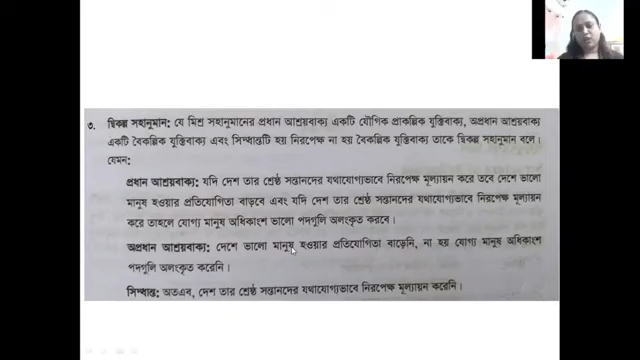 ৩. দ্বিকল্প সহানুমান: যে মিশ্র সহানুমানের প্রধান আশ্রয়বাক্য একটি যৌগিক প্রাকল্পিক যুক্তিবাক্য, অপ্রধান আশ্রয়বাক্য
একটি বৈকল্পিক যুক্তিবাক্য এবং সিদ্ধান্তটি হয় নিরপেক্ষ না হয় বৈকল্পিক যুক্তিবাক্য তাকে দ্বিকল্প সহানুমান বলে।
যেমন:
প্রধান আশ্রয়বাক্য: যদি দেশ তার শ্রেষ্ঠ সন্তানদের যথাযোগ্যভাবে নিরপেক্ষ মূল্যায়ন করে তবে দেশে ভালো
মানুষ হওয়ার প্রতিযোগিতা বাড়বে এবং যদি দেশ তার শ্রেষ্ঠ সন্তানদের যথাযোগ্যভাবে নিরপেক্ষ মূল্যায়ন
করে তাহলে যোগ্য মানুষ অধিকাংশ ভালো পদগুলি অলংকৃত করবে।
অপ্রধান আশ্রয়বাক্য: দেশে ভালো মানুষ হওয়ার প্রতিযোগিতা বাড়েনি, না হয় যোগ্য মানুষ অধিকাংশ
পদগুলি অলংকৃত করেনি।
সিদ্ধান্ত: অতএব, দেশ তার শ্রেষ্ঠ সন্তানদের যথাযোগ্যভাবে নিরপেক্ষ মূল্যায়ন করেনি।